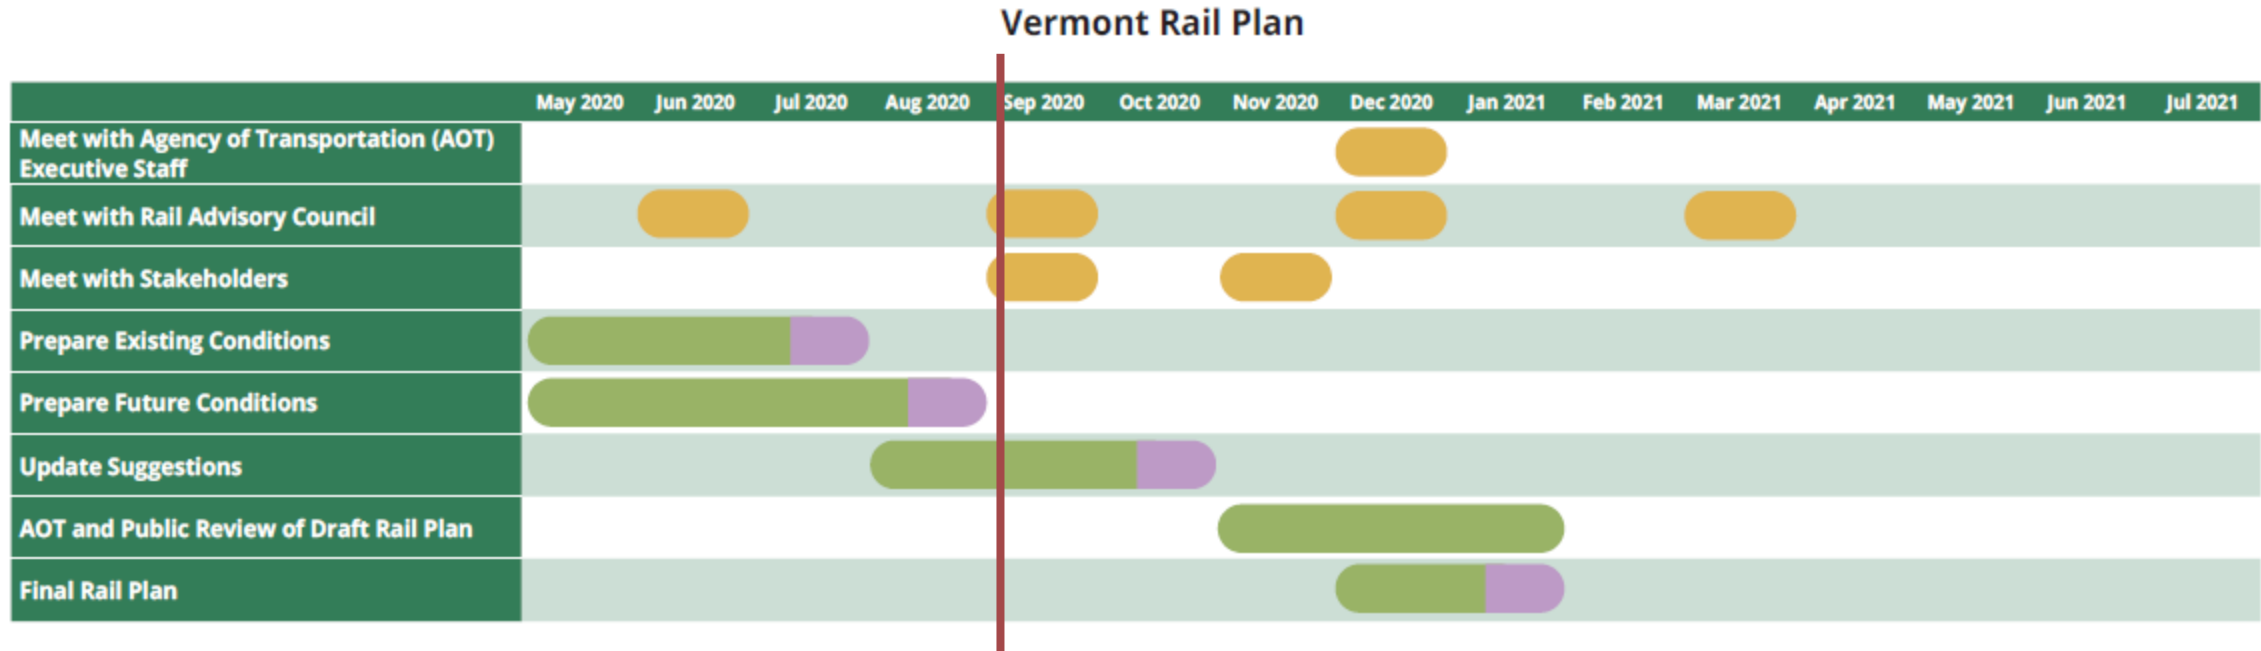 Vermont Rail Plan
May 2020 Jun 2020 Jul 2020 Aug 2020 Sep 2020 Oct 2020 Nov 2020 Dec 2020 Jan 2021 Feb 2021 Mar 2021 Apr 2021 May 2021 Jun 2021 Jul 2021
Meet with Agency of Transportation (AOT)
Executive Staff
Meet with Rail Advisory Council
Meet with Stakeholders
Prepare Existing Conditions
Prepare Future Conditions
Update Suggestions
AOT and Public Review of Draft Rail Plan
Final Rail Plan